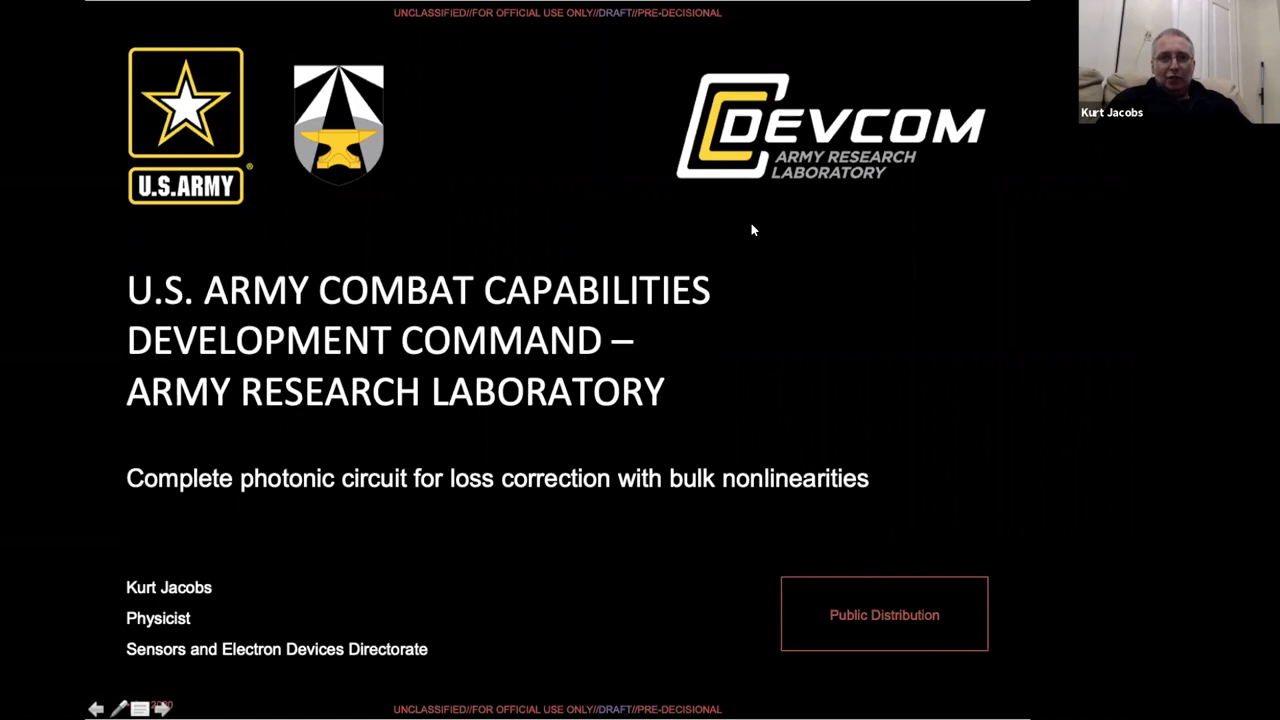 UNCLASSIFIED//FOR OFFICIAL USE ONLY//DRAFT//PRE-DECISIONAL
U.S.ARMY
DEVCOM
ARMY RESEARCH
LABORATORY
Kurt Jacobs
U.S. ARMY COMBAT CAPABILITIES
DEVELOPMENT COMMAND –
ARMY RESEARCH LABORATORY
Complete photonic circuit for loss correction with bulk nonlinearities
Kurt Jacobs
Physicist
Sensors and Electron Devices Directorate
Public Distribution
UNCLASSIFIED//FOR OFFICIAL USE ONLY//DRAFT//PRE-DECISIONAL